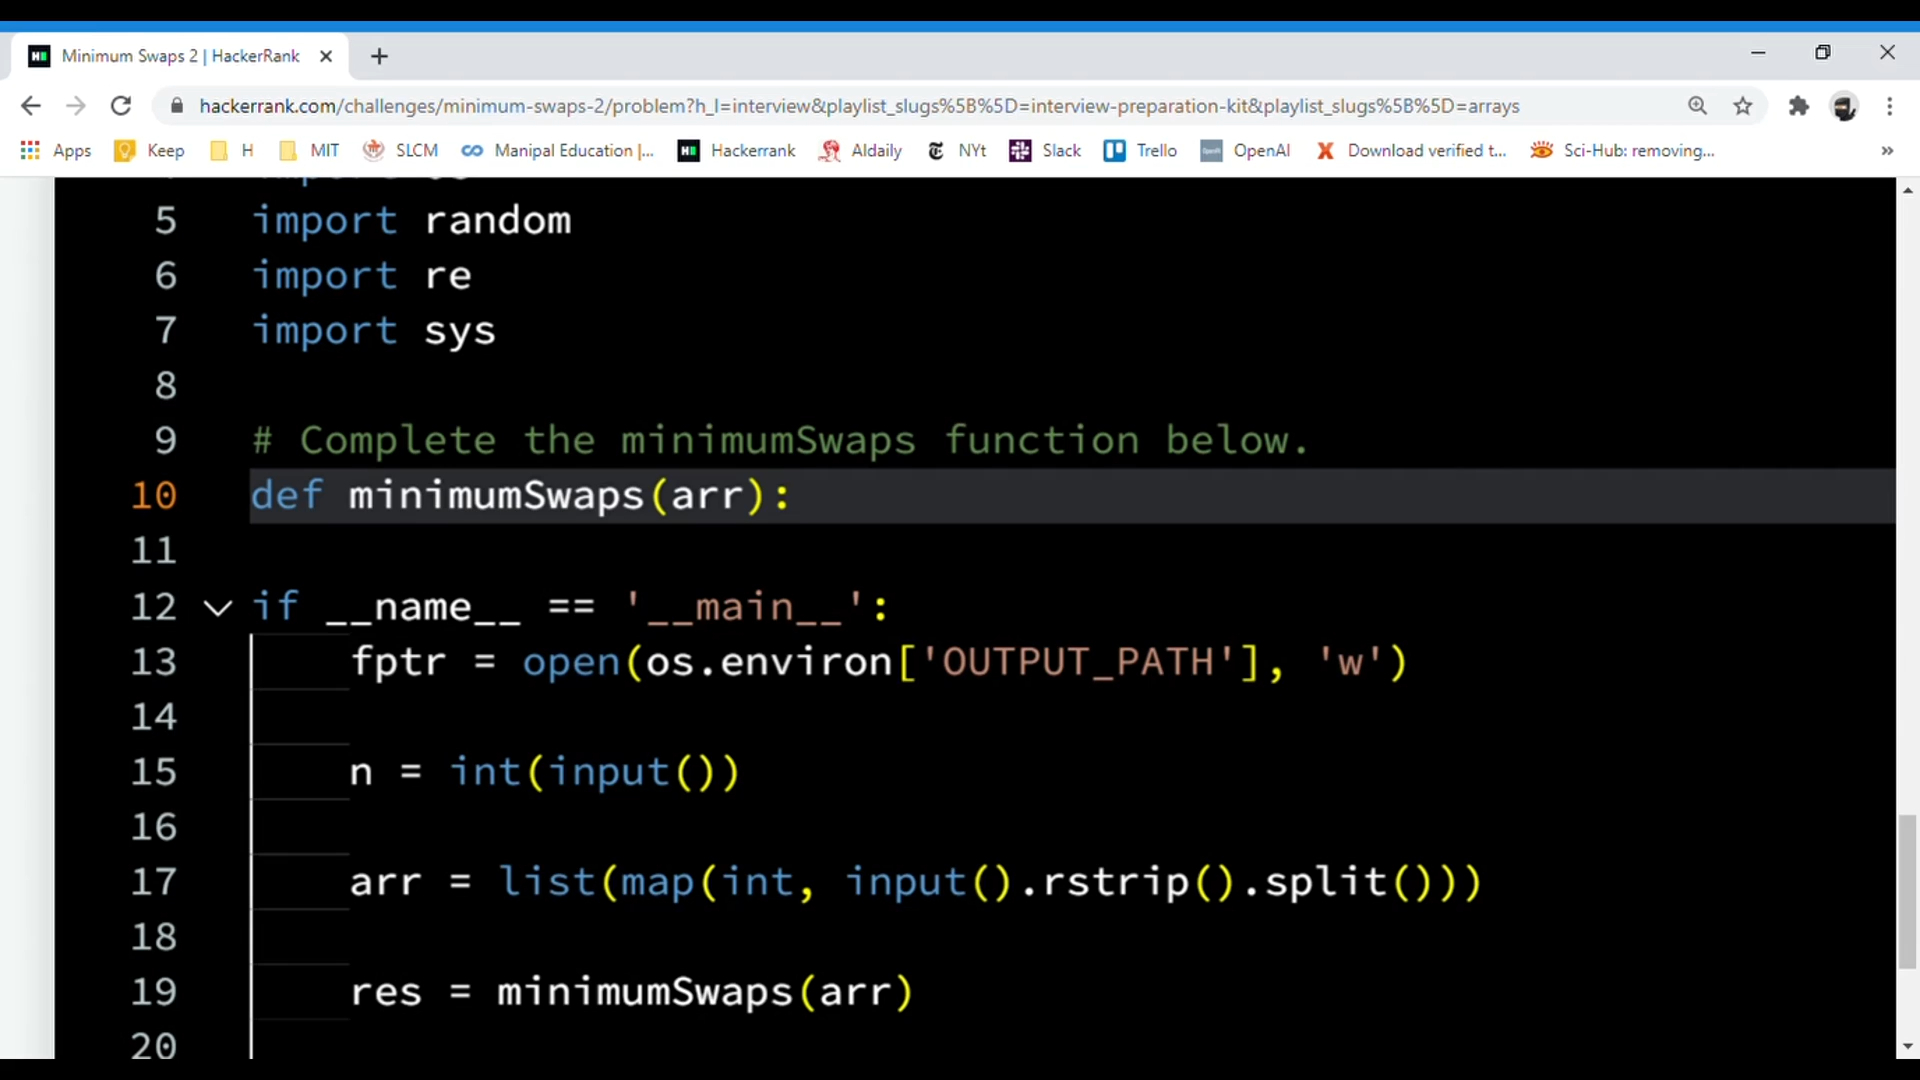 Minimum Swaps 2 | HackerRank
hackerrank.com/challenges/minimum-swaps-2/problem?h_l=interview&playlist_slugs%5B%5D=interview-preparation-kit&playlist_slugs%5B%5D=arrays
Apps Keep H MIT SLCM Manipal Education |... Hackerrank Aldaily NYt Slack Trello OpenAI Download verified t... Sci-Hub: removing... »
5 import random
6 import re
7 import sys
8
9 # Complete the minimumSwaps function below.
10 def minimumSwaps(arr):
11
12 if __name__ == '__main__':
13 fptr = open(os.environ['OUTPUT_PATH'], 'w')
14
15 n = int(input())
16
17 arr = list(map(int, input().rstrip().split()))
18
19 res = minimumSwaps(arr)
20